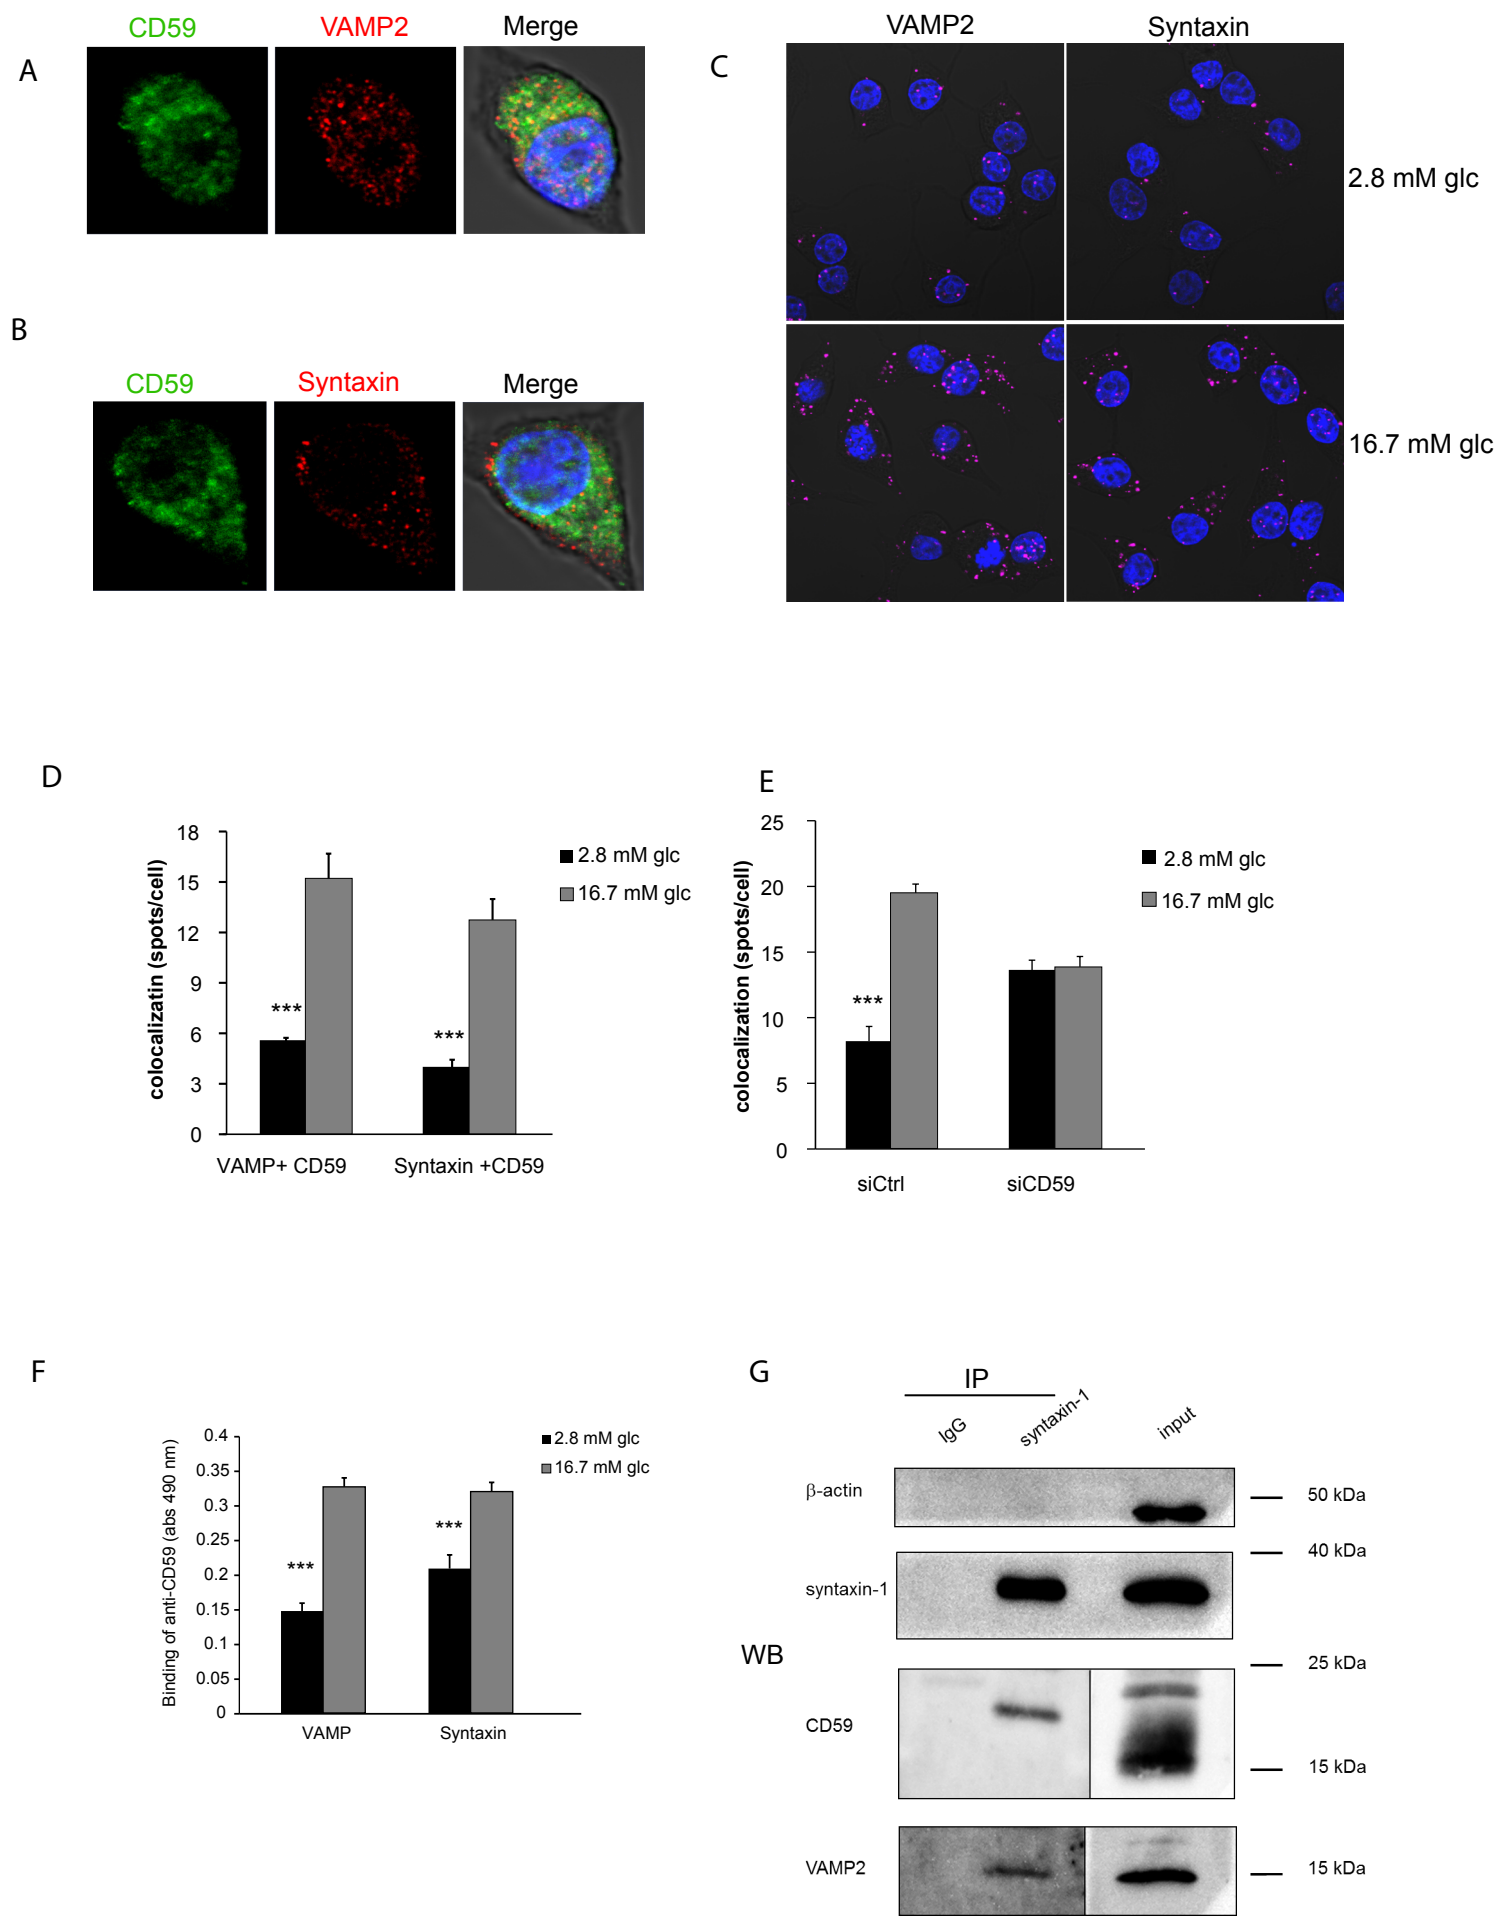 A
CD59
VAMP2
Merge
B
CD59
Syntaxin
Merge
C
VAMP2
Syntaxin
2.8 mM glc
16.7 mM glc
D
colocalizatin (spots/cell)
18
15
12
9
6
3
0
***
***
VAMP+ CD59
Syntaxin +CD59
2.8 mM glc
16.7 mM glc
E
colocalization (spots/cell)
25
20
15
10
5
0
***
siCtrl
siCD59
2.8 mM glc
16.7 mM glc
F
Binding of anti-CD59 (abs 490 nm)
0.4
0.35
0.3
0.25
0.2
0.15
0.1
0.05
0
***
***
VAMP
Syntaxin
2.8 mM glc
16.7 mM glc
G
IP
IgG
syntaxin-1
input
β-actin
50 kDa
40 kDa
syntaxin-1
WB
25 kDa
CD59
15 kDa
VAMP2
15 kDa